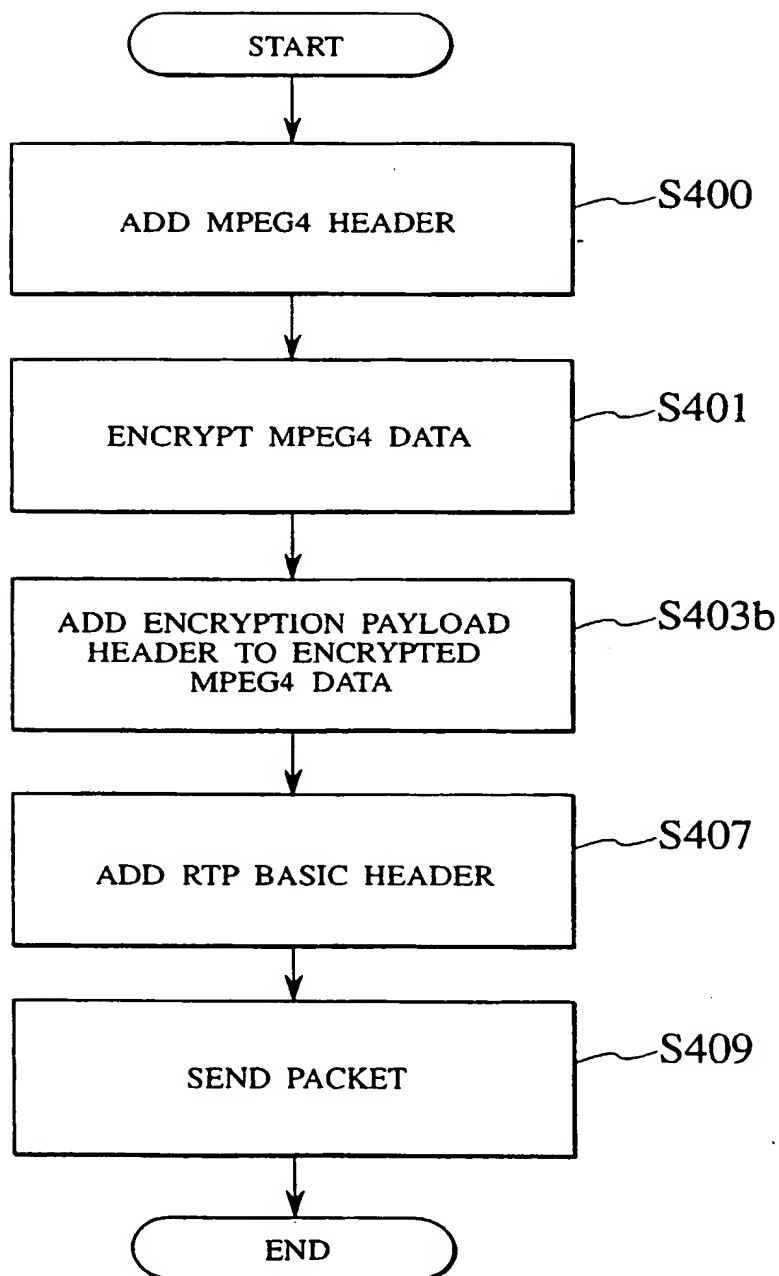 START
ADD MPEG4 HEADER
S400
ENCRYPT MPEG4 DATA
S401
ADD ENCRYPTION PAYLOAD
HEADER TO ENCRYPTED
MPEG4 DATA
S403b
ADD RTP BASIC HEADER
S407
SEND PACKET
S409
END